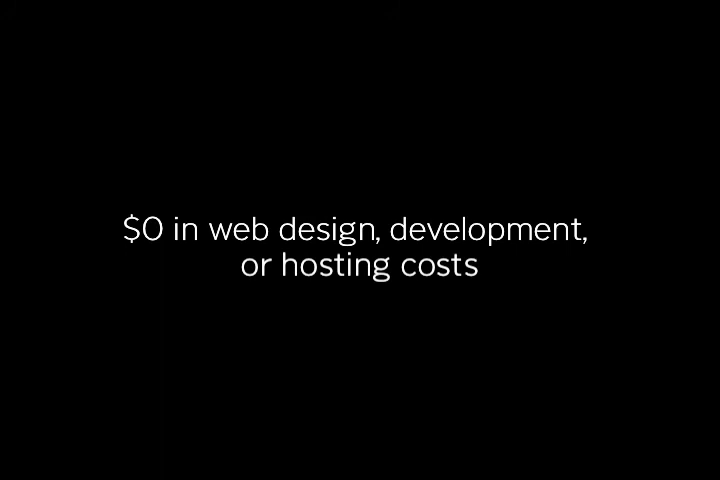 $0 in web design, development,
or hosting costs